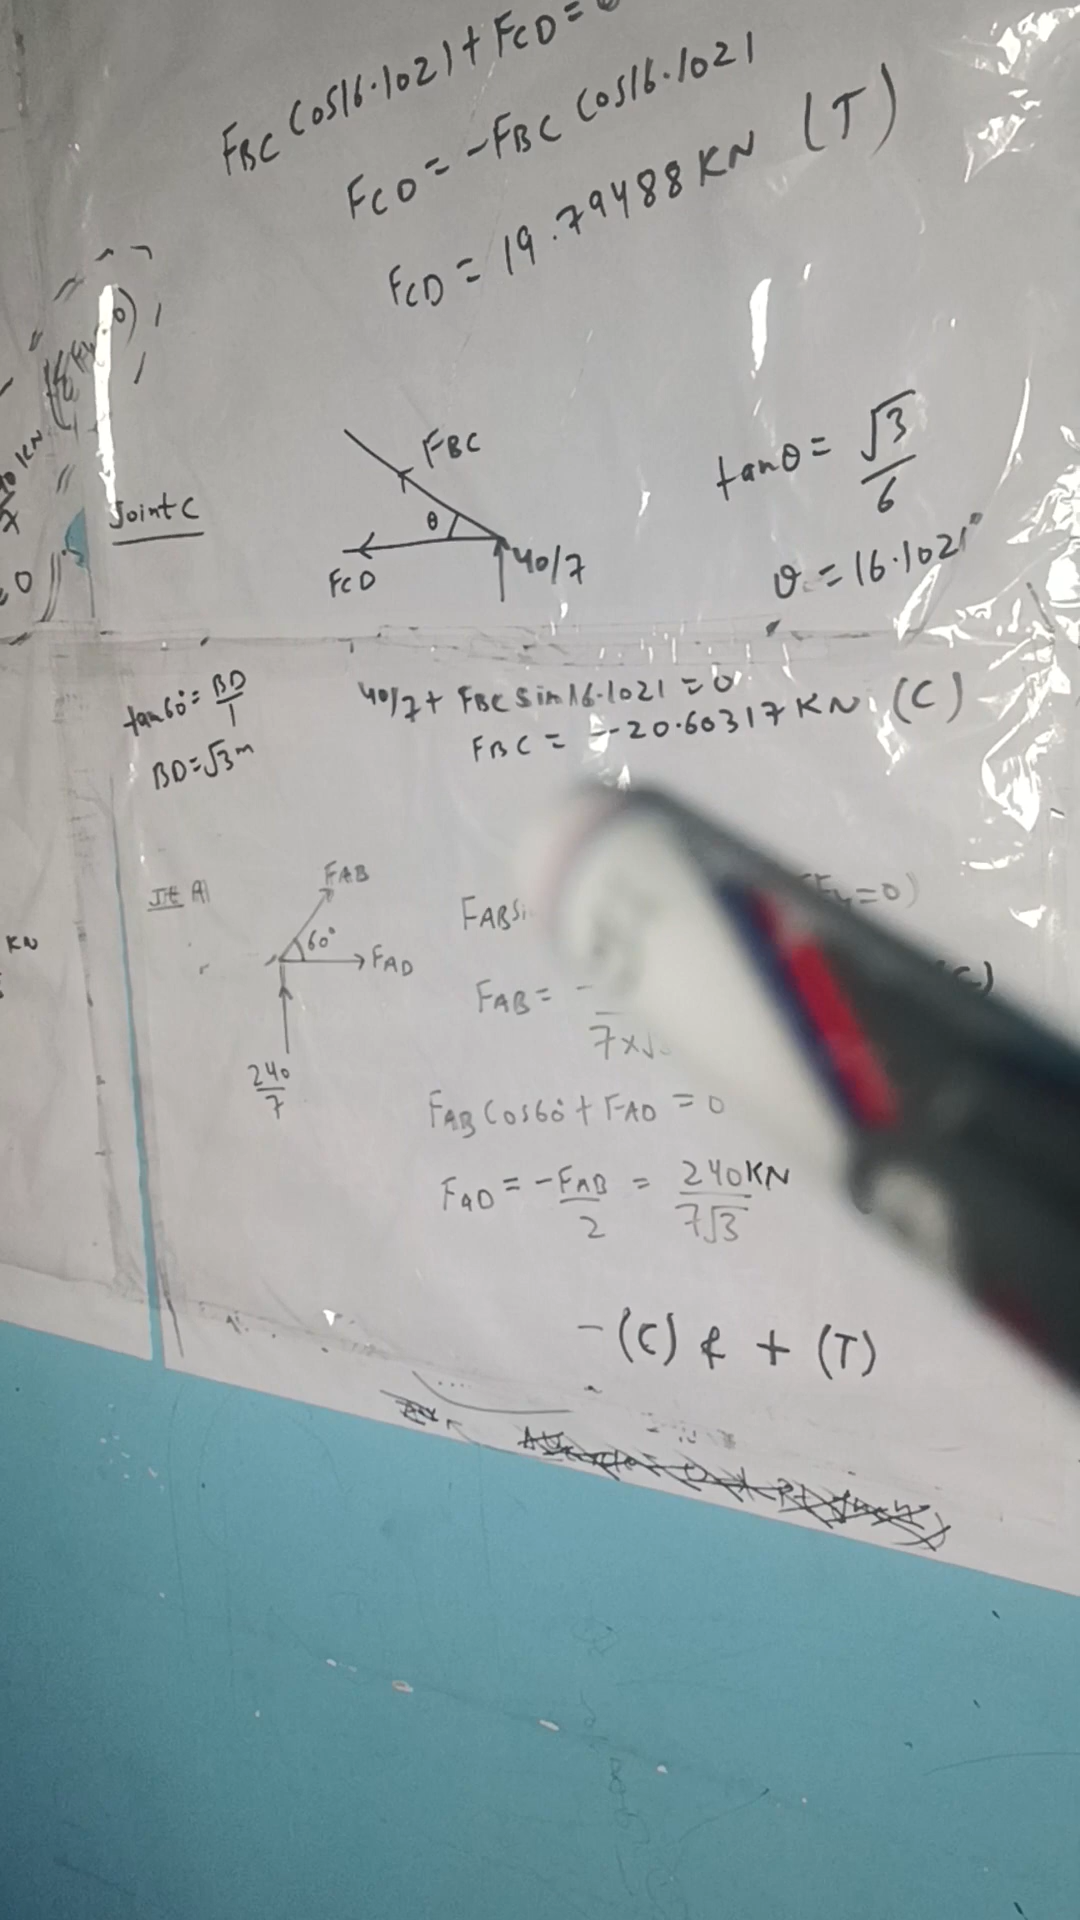 FBC Cos16.1021 + FCD =
FCD = -FBC Cos16.1021
FCD = 19.79488 KN (T)
KN
Joint C
FBC
θ
FCD
40/7
tanθ = √3/6
θ = 16.1021°
tan60° = BD/1
BD = √3 m
40/7 + FBC Sin16.1021 = 0
FBC = -20.60317 KN (C)
KN
Jt A
FAB
60°
FAD
240/7
FAB =
FAB Cos60° + FAD = 0
FAD = -FAB/2 = 240KN/7√3
- (C) & + (T)